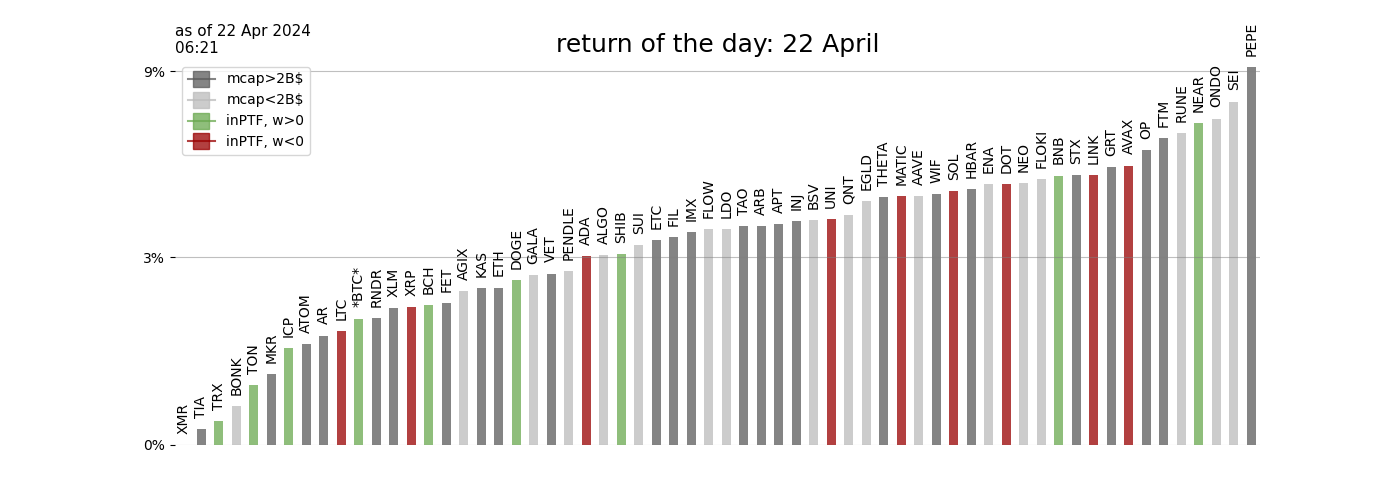 as of 22 Apr 2024
06:21
return of the day: 22 April
9%
3%
0%
mcap>2B$
mcap<2B$
inPTF, w>0
inPTF, w<0
XMR
TIA
TRX
BONK
TON
MKR
ICP
ATOM
AR
LTC
*BTC*
RNDR
XLM
XRP
BCH
FET
AGIX
KAS
ETH
DOGE
GALA
VET
PENDLE
ADA
ALGO
SHIB
SUI
ETC
FIL
IMX
FLOW
LDO
TAO
ARB
APT
INJ
BSV
UNI
QNT
EGLD
THETA
MATIC
AAVE
WIF
SOL
HBAR
ENA
DOT
NEO
FLOKI
BNB
STX
LINK
GRT
AVAX
OP
FTM
RUNE
NEAR
ONDO
SEI
PEPE